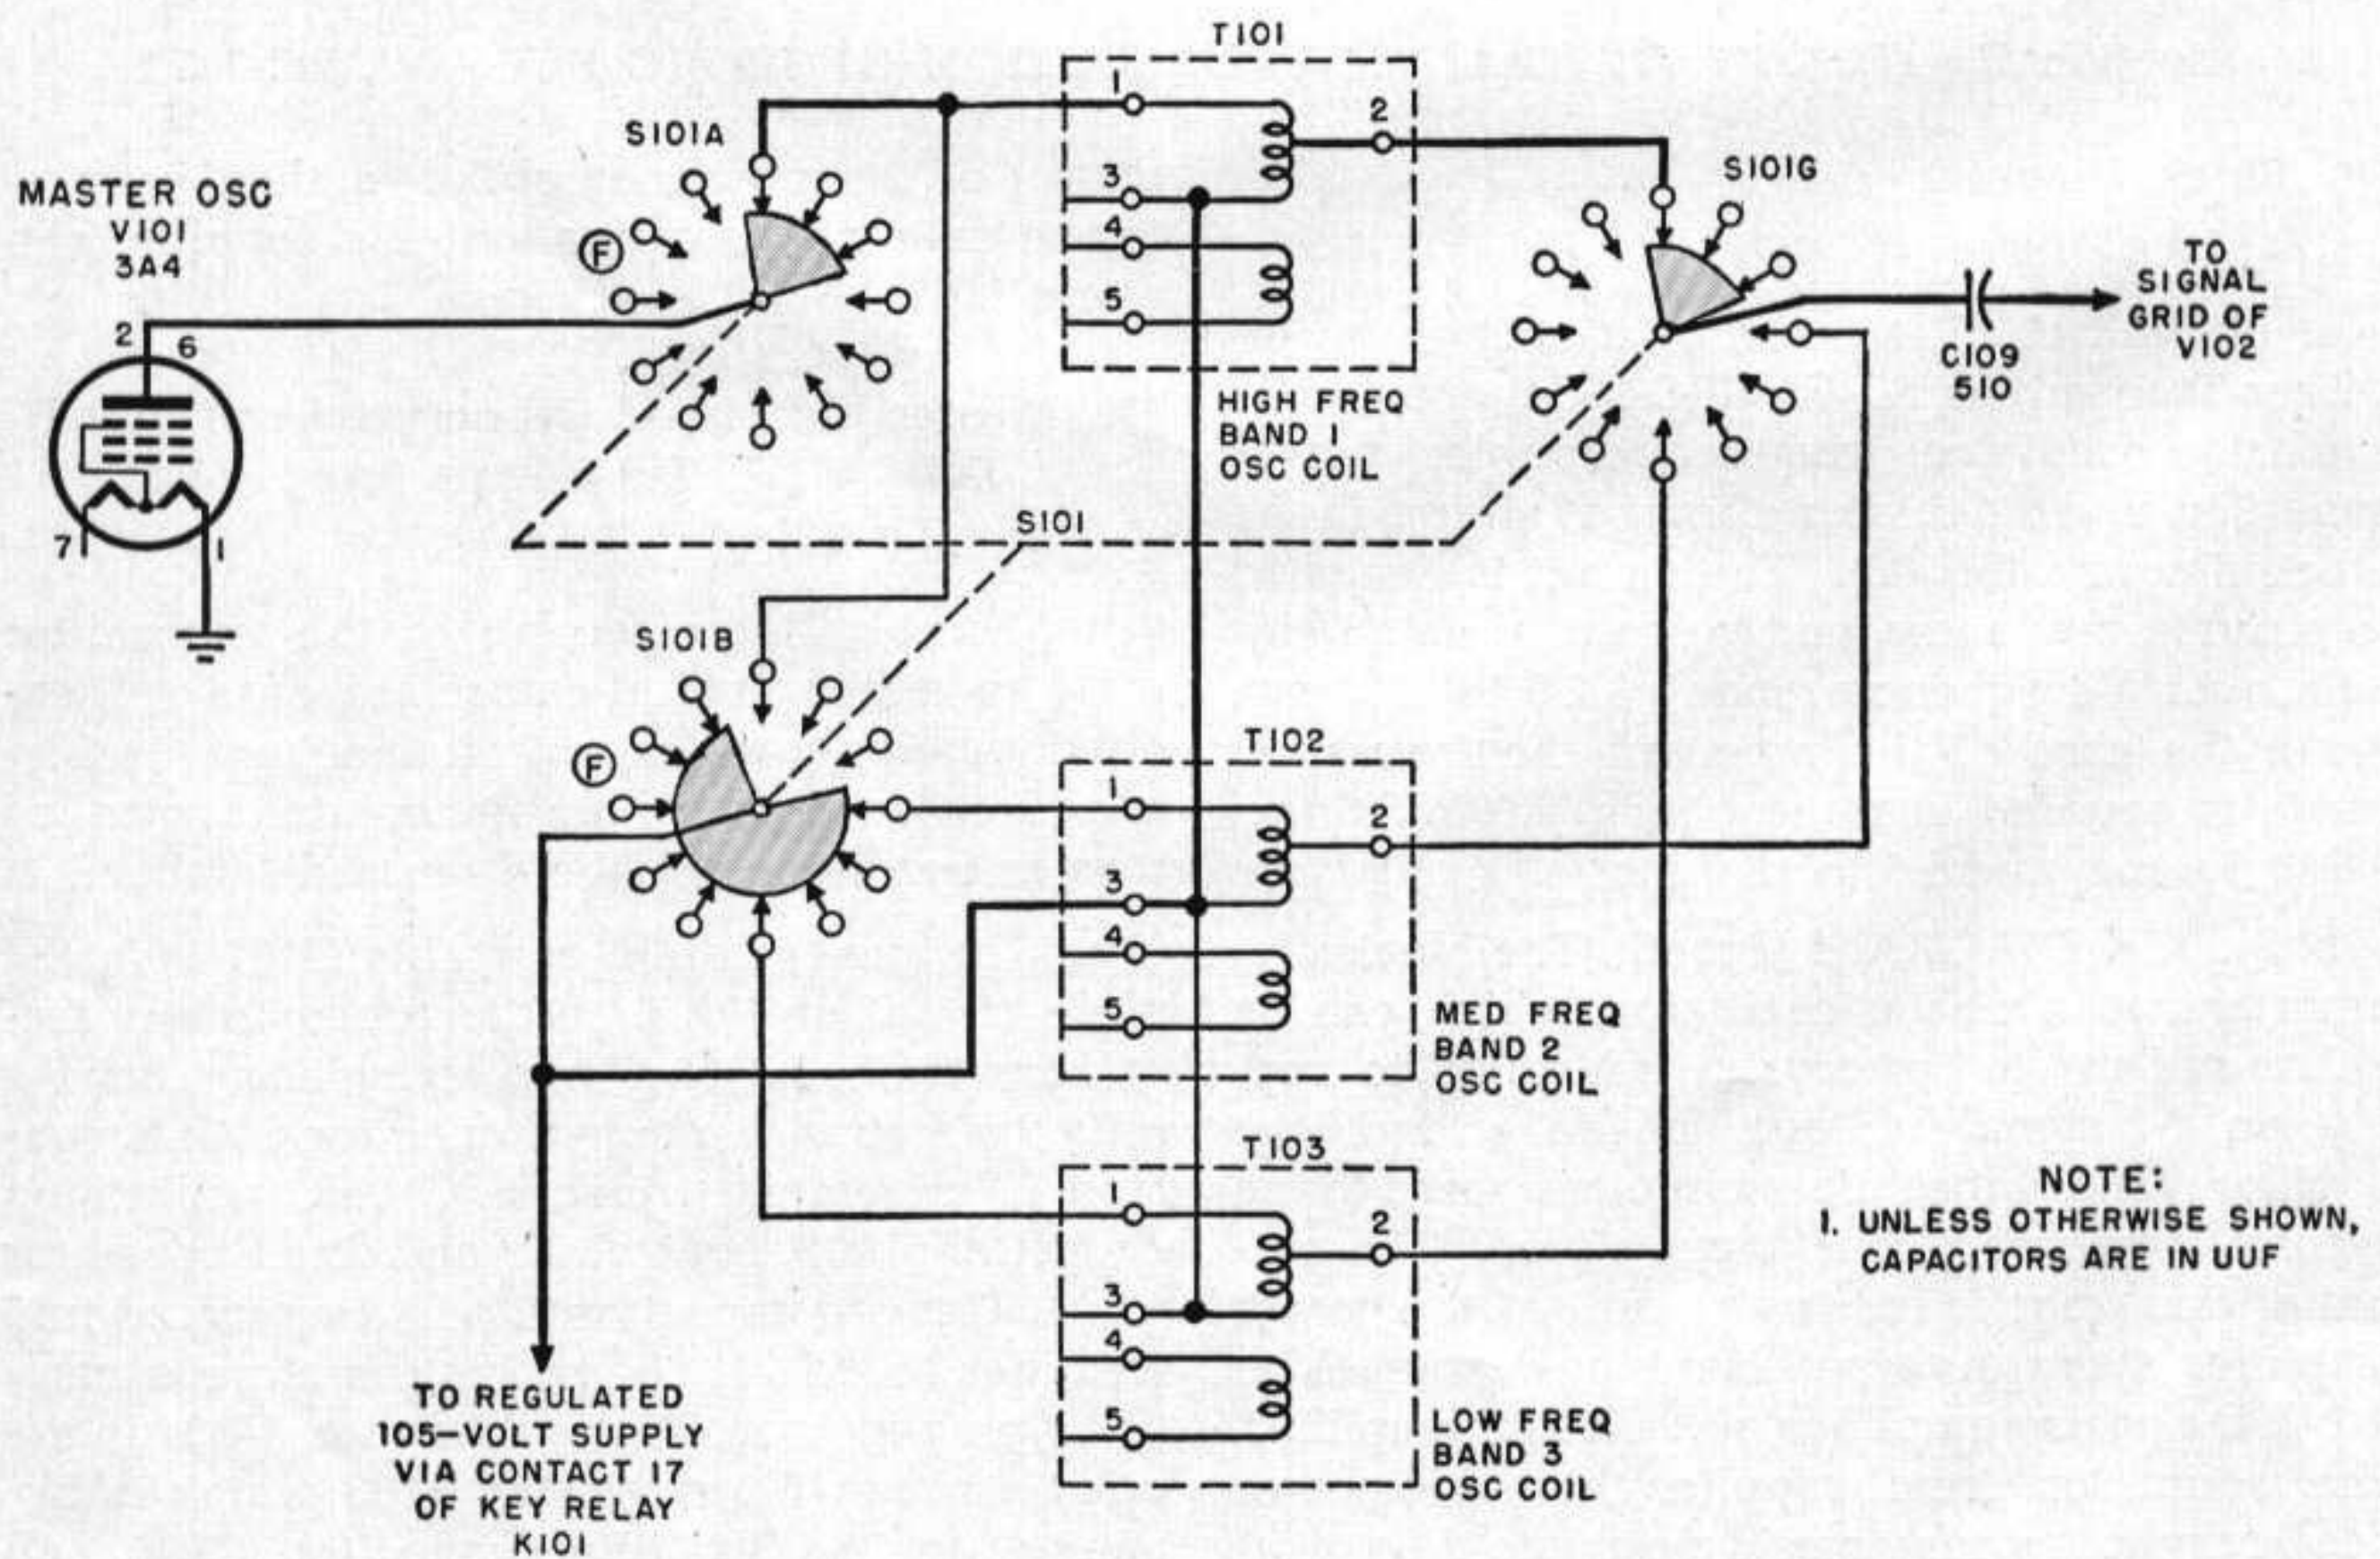 T101
1
2
S101A
3
S101G
MASTER OSC
V101
3A4
F
4
TO
SIGNAL
GRID OF
V102
2
6
5
C109
510
HIGH FREQ
BAND 1
OSC COIL
7
1
S101
S101B
T102
F
1
2
3
4
5
MED FREQ
BAND 2
OSC COIL
T103
1
2
3
4
5
NOTE:
1. UNLESS OTHERWISE SHOWN,
CAPACITORS ARE IN UUF
TO REGULATED
105-VOLT SUPPLY
VIA CONTACT 17
OF KEY RELAY
K101
LOW FREQ
BAND 3
OSC COIL